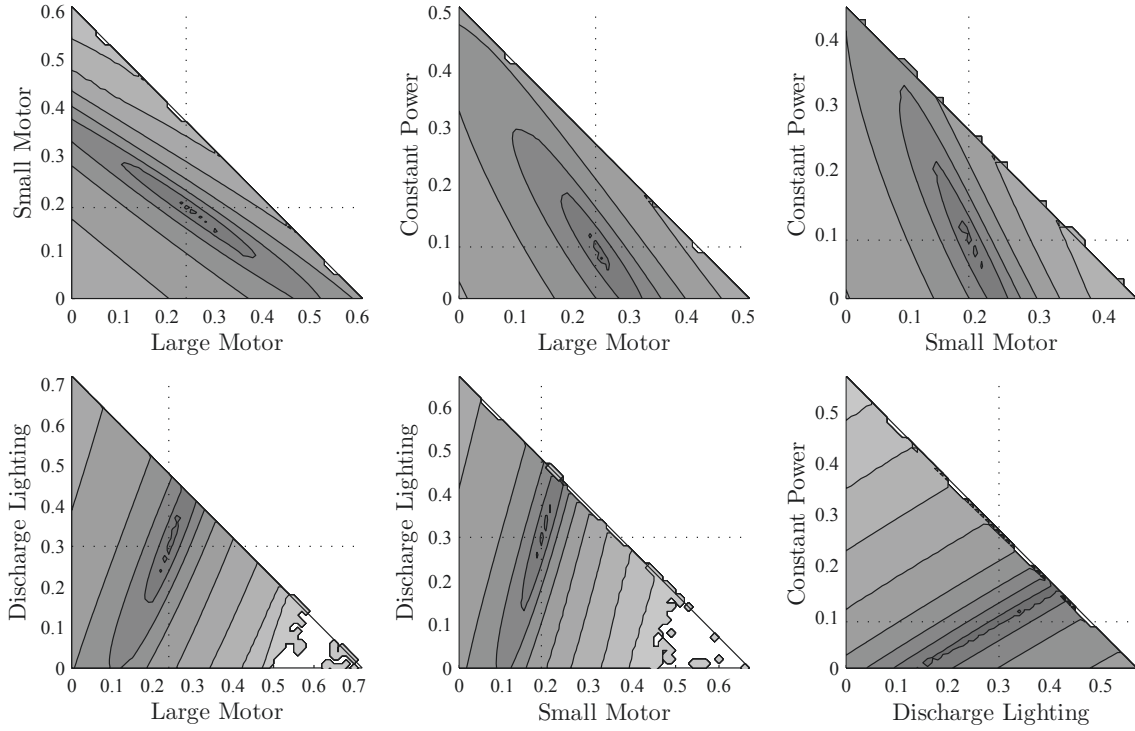 Small Motor
0.6
0.5
0.4
0.3
0.2
0.1
0
0 0.1 0.2 0.3 0.4 0.5 0.6
Large Motor
Constant Power
0.5
0.4
0.3
0.2
0.1
0
0 0.1 0.2 0.3 0.4 0.5
Large Motor
Constant Power
0.4
0.3
0.2
0.1
0
0 0.1 0.2 0.3 0.4
Small Motor
Discharge Lighting
0.7
0.6
0.5
0.4
0.3
0.2
0.1
0
0 0.1 0.2 0.3 0.4 0.5 0.6 0.7
Large Motor
Discharge Lighting
0.6
0.5
0.4
0.3
0.2
0.1
0
0 0.1 0.2 0.3 0.4 0.5 0.6
Small Motor
Constant Power
0.5
0.4
0.3
0.2
0.1
0
0 0.1 0.2 0.3 0.4 0.5
Discharge Lighting